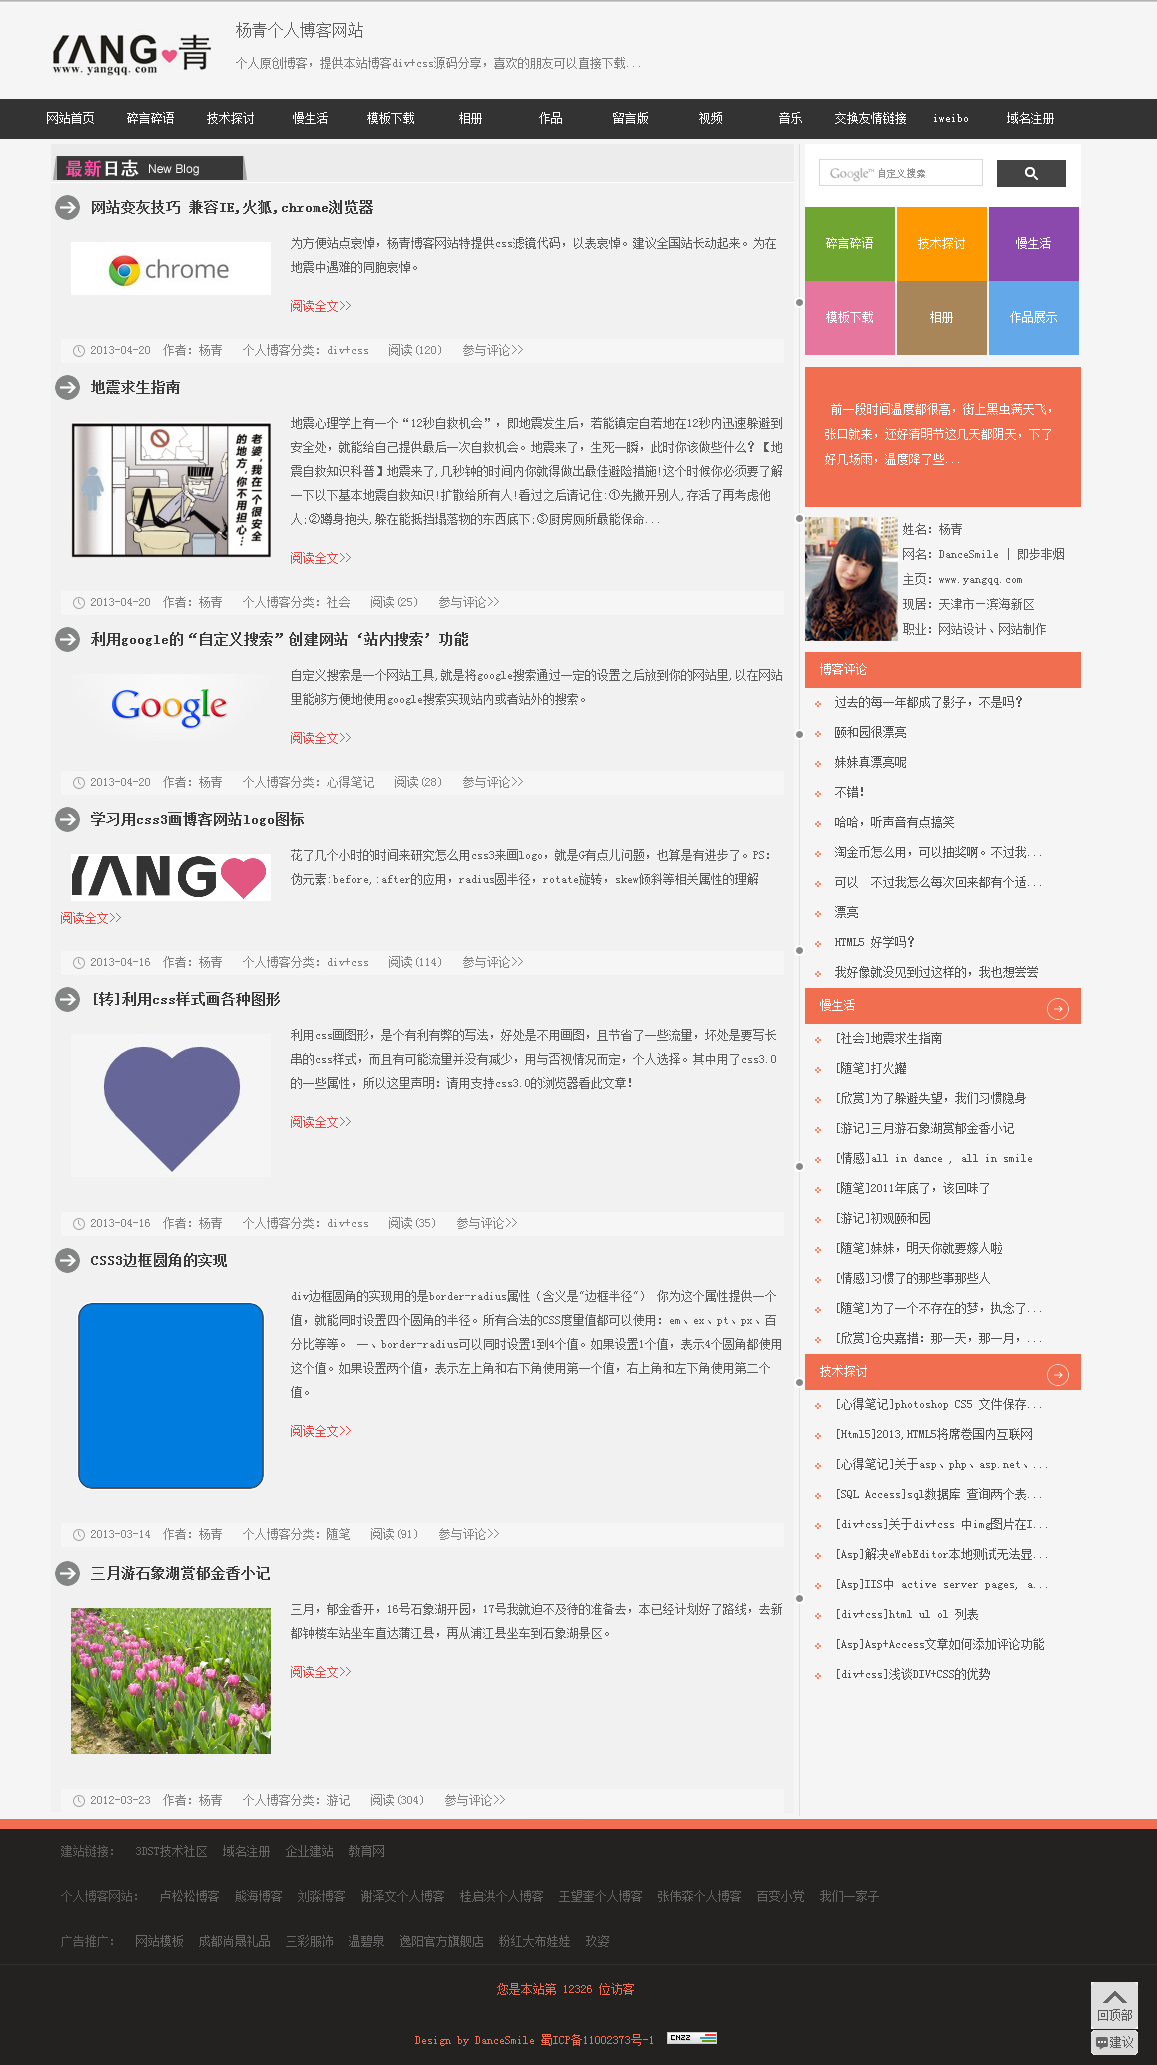 YANG青
www.yangqq.com
杨青个人博客网站
个人原创博客，提供本站博客div+css源码分享，喜欢的朋友可以直接下载...
网站首页 碎言碎语 技术探讨 慢生活 模板下载 相册 作品 留言版 视频 音乐 交换友情链接 iweibo 域名注册
最新日志 New Blog
网站变灰技巧 兼容IE,火狐,chrome浏览器
chrome
为方便站点哀悼，杨青博客网站特提供css滤镜代码，以表哀悼。建议全国站长动起来。为在
地震中遇难的同胞哀悼。
阅读全文>>
2013-04-20 作者：杨青 个人博客分类：div+css 阅读(120) 参与评论>>
地震求生指南
老婆，我在一个很安全
的地方，你不用担心…
地震心理学上有一个“12秒自救机会”，即地震发生后，若能镇定自若地在12秒内迅速躲避到
安全处，就能给自己提供最后一次自救机会。地震来了，生死一瞬，此时你该做些什么？【地
震自救知识科普】地震来了,几秒钟的时间内你就得做出最佳避险措施!这个时候你必须要了解
一下以下基本地震自救知识!扩散给所有人!看过之后请记住:①先撇开别人,存活了再考虑他
人;②蹲身抱头,躲在能抵挡塌落物的东西底下;③厨房厕所最能保命...
阅读全文>>
2013-04-20 作者：杨青 个人博客分类：社会 阅读(25) 参与评论>>
利用google的“自定义搜索”创建网站‘站内搜索’功能
Google
自定义搜索是一个网站工具,就是将google搜索通过一定的设置之后放到你的网站里,以在网站
里能够方便地使用google搜索实现站内或者站外的搜索。
阅读全文>>
2013-04-20 作者：杨青 个人博客分类：心得笔记 阅读(28) 参与评论>>
学习用css3画博客网站logo图标
YANG
花了几个小时的时间来研究怎么用css3来画logo，就是G有点儿问题，也算是有进步了。PS：
伪元素:before,:after的应用，radius圆半径，rotate旋转，skew倾斜等相关属性的理解
阅读全文>>
2013-04-16 作者：杨青 个人博客分类：div+css 阅读(114) 参与评论>>
[转]利用css样式画各种图形
利用css画图形，是个有利有弊的写法，好处是不用画图，且节省了一些流量，坏处是要写长
串的css样式，而且有可能流量并没有减少，用与否视情况而定，个人选择。其中用了css3.0
的一些属性，所以这里声明：请用支持css3.0的浏览器看此文章！
阅读全文>>
2013-04-16 作者：杨青 个人博客分类：div+css 阅读(35) 参与评论>>
CSS3边框圆角的实现
div边框圆角的实现用的是border-radius属性（含义是"边框半径"） 你为这个属性提供一个
值，就能同时设置四个圆角的半径。所有合法的CSS度量值都可以使用：em、ex、pt、px、百
分比等等。 一、border-radius可以同时设置1到4个值。如果设置1个值，表示4个圆角都使用
这个值。如果设置两个值，表示左上角和右下角使用第一个值，右上角和左下角使用第二个
值。
阅读全文>>
2013-03-14 作者：杨青 个人博客分类：随笔 阅读(91) 参与评论>>
三月游石象湖赏郁金香小记
三月，郁金香开，16号石象湖开园，17号我就迫不及待的准备去，本已经计划好了路线，去新
都钟楼车站坐车直达蒲江县，再从浦江县坐车到石象湖景区。
阅读全文>>
2012-03-23 作者：杨青 个人博客分类：游记 阅读(304) 参与评论>>
Google™ 自定义搜索
碎言碎语 技术探讨 慢生活
模板下载 相册 作品展示
前一段时间温度都很高，街上黑虫满天飞，
张口就来，还好清明节这几天都阴天，下了
好几场雨，温度降了些...
姓名：杨青
网名：DanceSmile | 即步非烟
主页：www.yangqq.com
现居：天津市－滨海新区
职业：网站设计、网站制作
博客评论
过去的每一年都成了影子，不是吗？
颐和园很漂亮
妹妹真漂亮呢
不错！
哈哈，听声音有点搞笑
淘金币怎么用，可以抽奖啊。不过我...
可以 不过我怎么每次回来都有个适...
漂亮
HTML5 好学吗？
我好像就没见到过这样的，我也想尝尝
慢生活
[社会]地震求生指南
[随笔]打火罐
[欣赏]为了躲避失望，我们习惯隐身
[游记]三月游石象湖赏郁金香小记
[情感]all in dance , all in smile
[随笔]2011年底了，该回味了
[游记]初观颐和园
[随笔]妹妹，明天你就要嫁人啦
[情感]习惯了的那些事那些人
[随笔]为了一个不存在的梦，执念了...
[欣赏]仓央嘉措：那一天，那一月，...
技术探讨
[心得笔记]photoshop CS5 文件保存...
[Html5]2013,HTML5将席卷国内互联网
[心得笔记]关于asp、php、asp.net、...
[SQL Access]sql数据库 查询两个表...
[div+css]关于div+css 中img图片在I...
[Asp]解决eWebEditor本地测试无法显...
[Asp]IIS中 active server pages, a...
[div+css]html ul ol 列表
[Asp]Asp+Access文章如何添加评论功能
[div+css]浅谈DIV+CSS的优势
建站链接： 3DST技术社区 域名注册 企业建站 教育网
个人博客网站： 卢松松博客 熊海博客 刘淼博客 谢泽文个人博客 桂启洪个人博客 王望奎个人博客 张伟森个人博客 百变小党 我们一家子
广告推广： 网站模板 成都尚晟礼品 三彩服饰 温碧泉 逸阳官方旗舰店 粉红大布娃娃 玖姿
您是本站第 12326 位访客
Design by DanceSmile 蜀ICP备11002373号-1 CNZZ
回顶部
建议